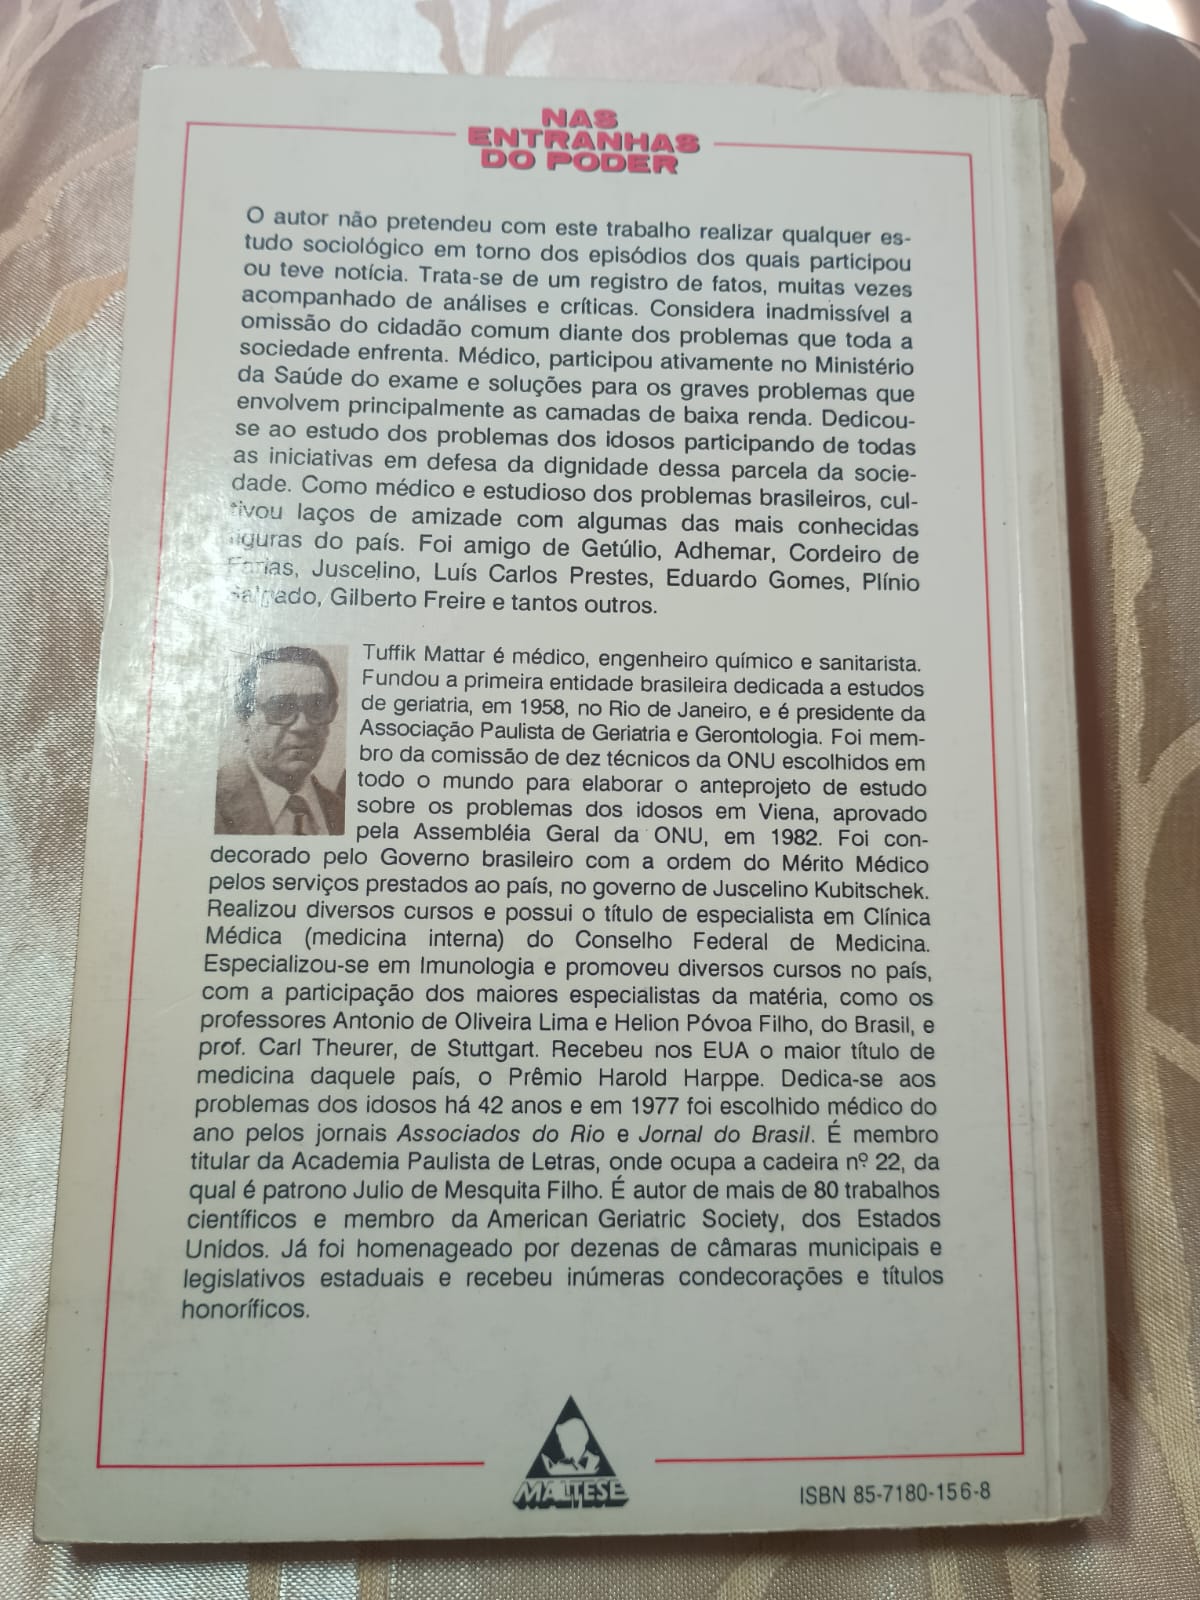 NAS
ENTRANHAS
DO PODER
O autor não pretendeu com este trabalho realizar qualquer es-
tudo sociológico em torno dos episódios dos quais participou
ou teve notícia. Trata-se de um registro de fatos, muitas vezes
acompanhado de análises e críticas. Considera inadmissível a
omissão do cidadão comum diante dos problemas que toda a
sociedade enfrenta. Médico, participou ativamente no Ministério
da Saúde do exame e soluções para os graves problemas que
envolvem principalmente as camadas de baixa renda. Dedicou-
se ao estudo dos problemas dos idosos participando de todas
as iniciativas em defesa da dignidade dessa parcela da socie-
dade. Como médico e estudioso dos problemas brasileiros, cul-
tivou laços de amizade com algumas das mais conhecidas
figuras do país. Foi amigo de Getúlio, Adhemar, Cordeiro de
Farias, Juscelino, Luís Carlos Prestes, Eduardo Gomes, Plínio
Salgado, Gilberto Freire e tantos outros.
Tuffik Mattar é médico, engenheiro químico e sanitarista.
Fundou a primeira entidade brasileira dedicada a estudos
de geriatria, em 1958, no Rio de Janeiro, e é presidente da
Associação Paulista de Geriatria e Gerontologia. Foi mem-
bro da comissão de dez técnicos da ONU escolhidos em
todo o mundo para elaborar o anteprojeto de estudo
sobre os problemas dos idosos em Viena, aprovado
pela Assembléia Geral da ONU, em 1982. Foi con-
decorado pelo Governo brasileiro com a ordem do Mérito Médico
pelos serviços prestados ao país, no governo de Juscelino Kubitschek.
Realizou diversos cursos e possui o título de especialista em Clínica
Médica (medicina interna) do Conselho Federal de Medicina.
Especializou-se em Imunologia e promoveu diversos cursos no país,
com a participação dos maiores especialistas da matéria, como os
professores Antonio de Oliveira Lima e Helion Póvoa Filho, do Brasil, e
prof. Carl Theurer, de Stuttgart. Recebeu nos EUA o maior título de
medicina daquele país, o Prêmio Harold Harppe. Dedica-se aos
problemas dos idosos há 42 anos e em 1977 foi escolhido médico do
ano pelos jornais Associados do Rio e Jornal do Brasil. É membro
titular da Academia Paulista de Letras, onde ocupa a cadeira nº 22, da
qual é patrono Julio de Mesquita Filho. É autor de mais de 80 trabalhos
científicos e membro da American Geriatric Society, dos Estados
Unidos. Já foi homenageado por dezenas de câmaras municipais e
legislativos estaduais e recebeu inúmeras condecorações e títulos
honoríficos.
MALTESE
ISBN 85-7180-156-8